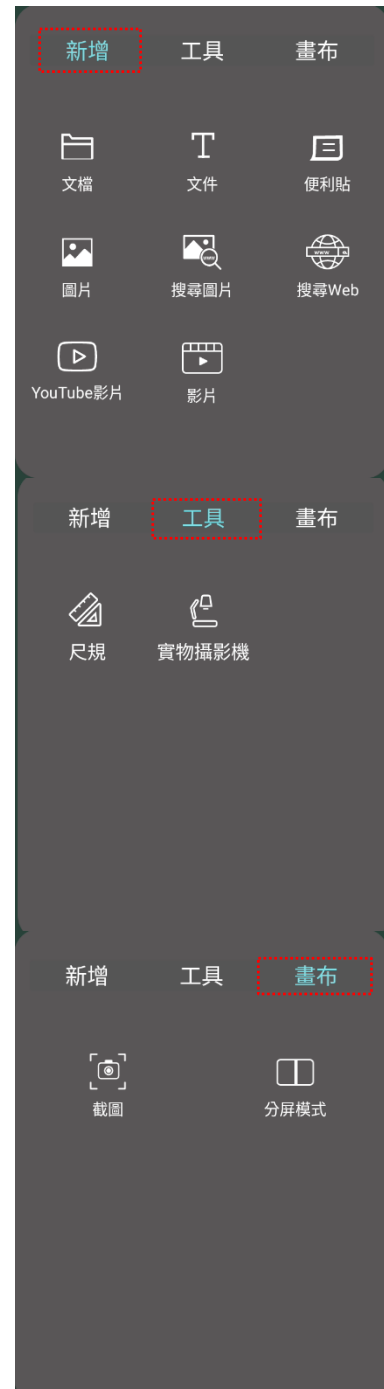 新增 工具 畫布
文檔 文件 便利貼
圖片 搜尋圖片 搜尋Web
YouTube影片 影片
新增 工具 畫布
尺規 實物攝影機
新增 工具 畫布
截圖 分屏模式